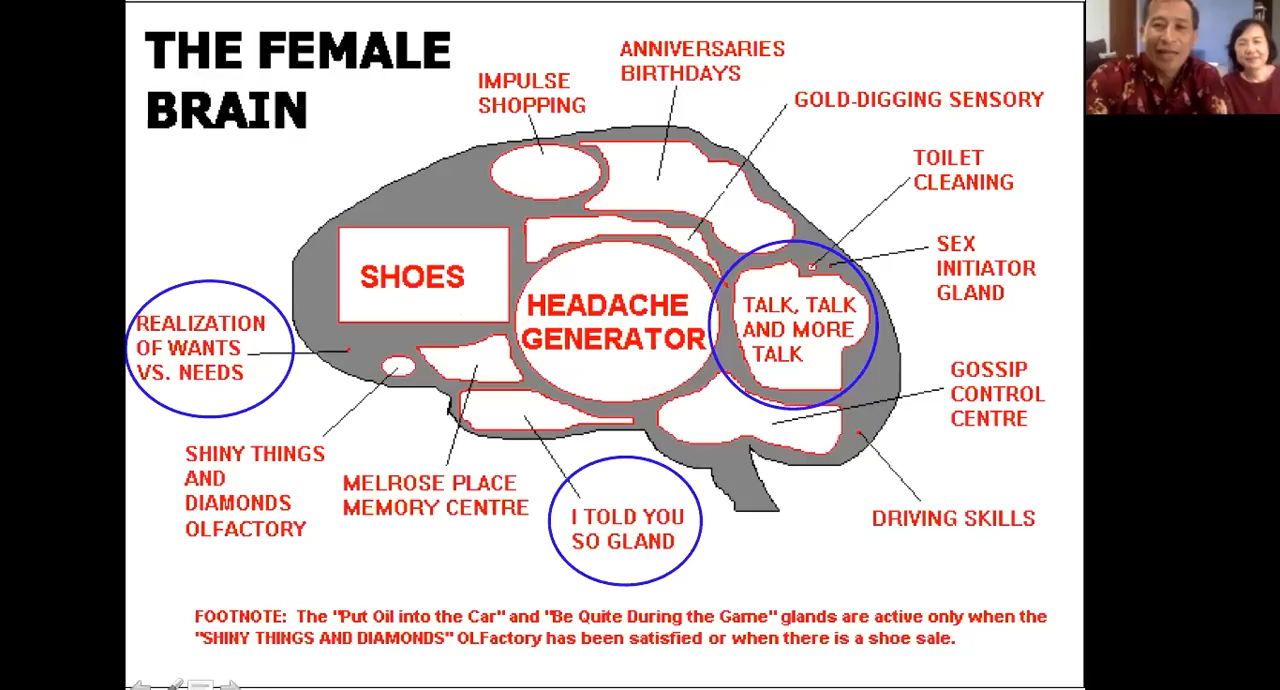 THE FEMALE
BRAIN
ANNIVERSARIES
BIRTHDAYS
IMPULSE
SHOPPING
GOLD-DIGGING SENSORY
TOILET
CLEANING
SEX
INITIATOR
GLAND
SHOES
HEADACHE
GENERATOR
TALK, TALK
AND MORE
TALK
REALIZATION
OF WANTS
VS. NEEDS
GOSSIP
CONTROL
CENTRE
SHINY THINGS
AND
DIAMONDS
OLFACTORY
MELROSE PLACE
MEMORY CENTRE
I TOLD YOU
SO GLAND
DRIVING SKILLS
FOOTNOTE: The "Put Oil into the Car" and "Be Quite During the Game" glands are active only when the
"SHINY THINGS AND DIAMONDS" OLFactory has been satisfied or when there is a shoe sale.